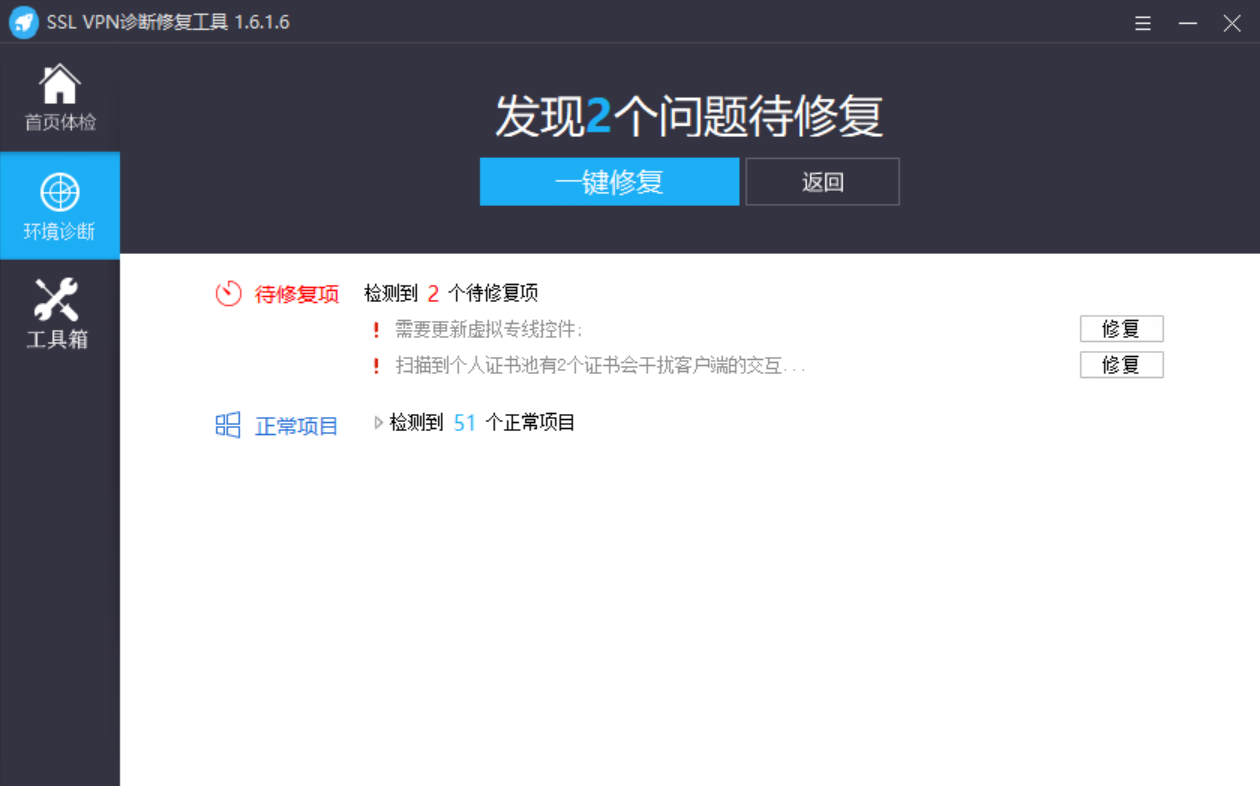 SSL VPN诊断修复工具 1.6.1.6
首页体检
环境诊断
工具箱
发现2个问题待修复
一键修复
返回
待修复项 检测到 2 个待修复项
需要更新虚拟专线控件; 修复
扫描到个人证书池有2个证书会干扰客户端的交互... 修复
正常项目 检测到 51 个正常项目